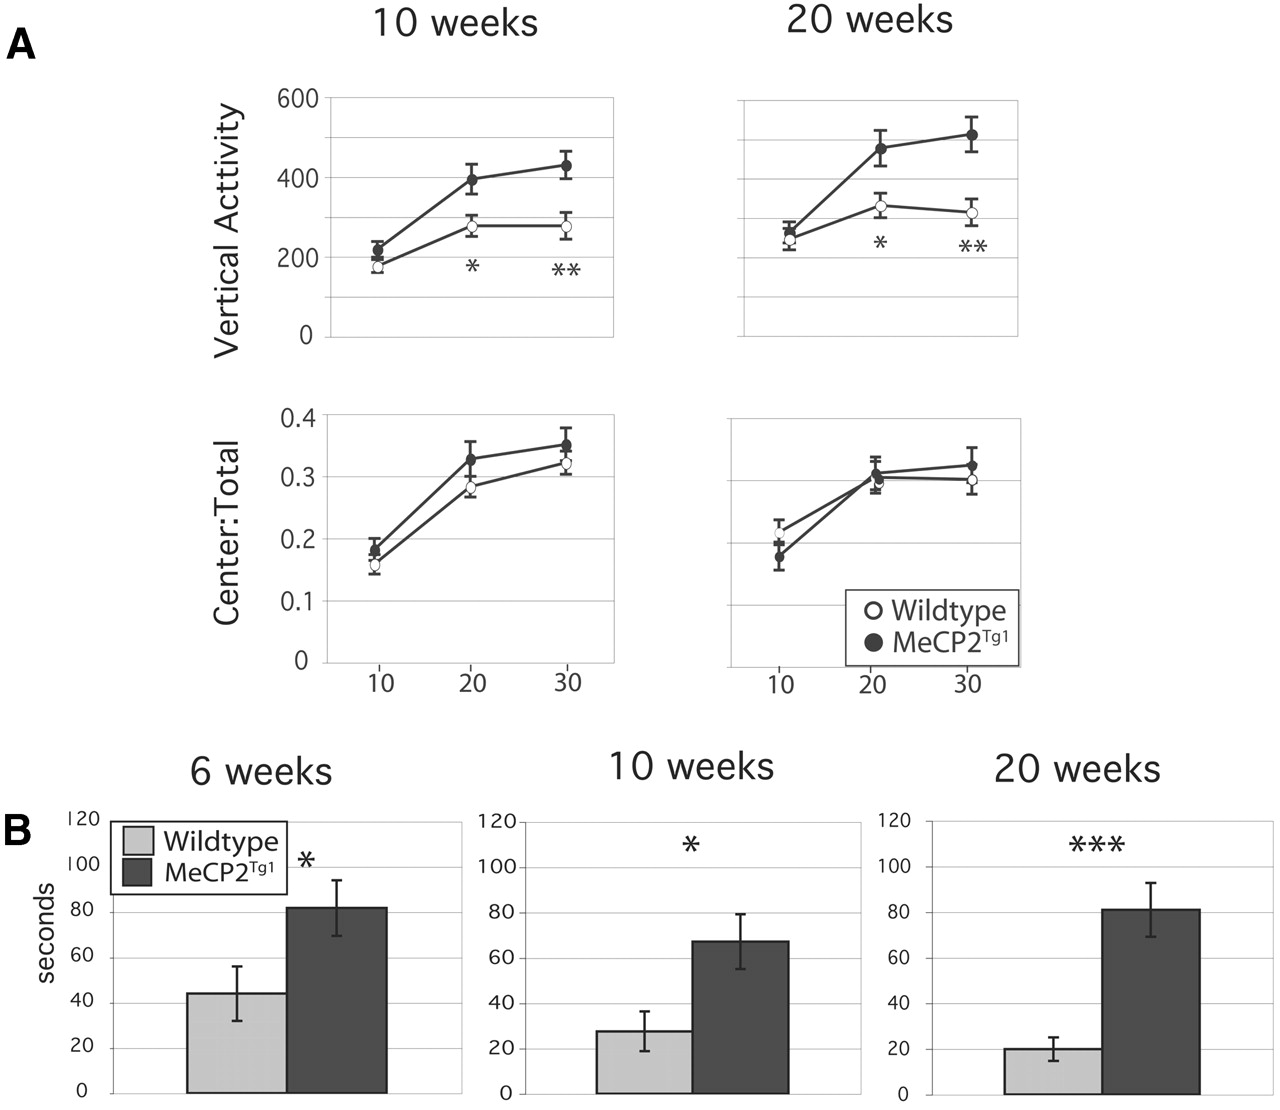 10 weeks
20 weeks
A
Vertical Acttivity
600
400
200
0
*
**
*
**
Center:Total
0.4
0.3
0.2
0.1
0
10 20 30
Wildtype
MeCP2Tg1
10 20 30
6 weeks
10 weeks
20 weeks
B
seconds
120
100
80
60
40
20
0
Wildtype
MeCP2Tg1
*
120
100
80
60
40
20
0
*
120
100
80
60
40
20
0
***